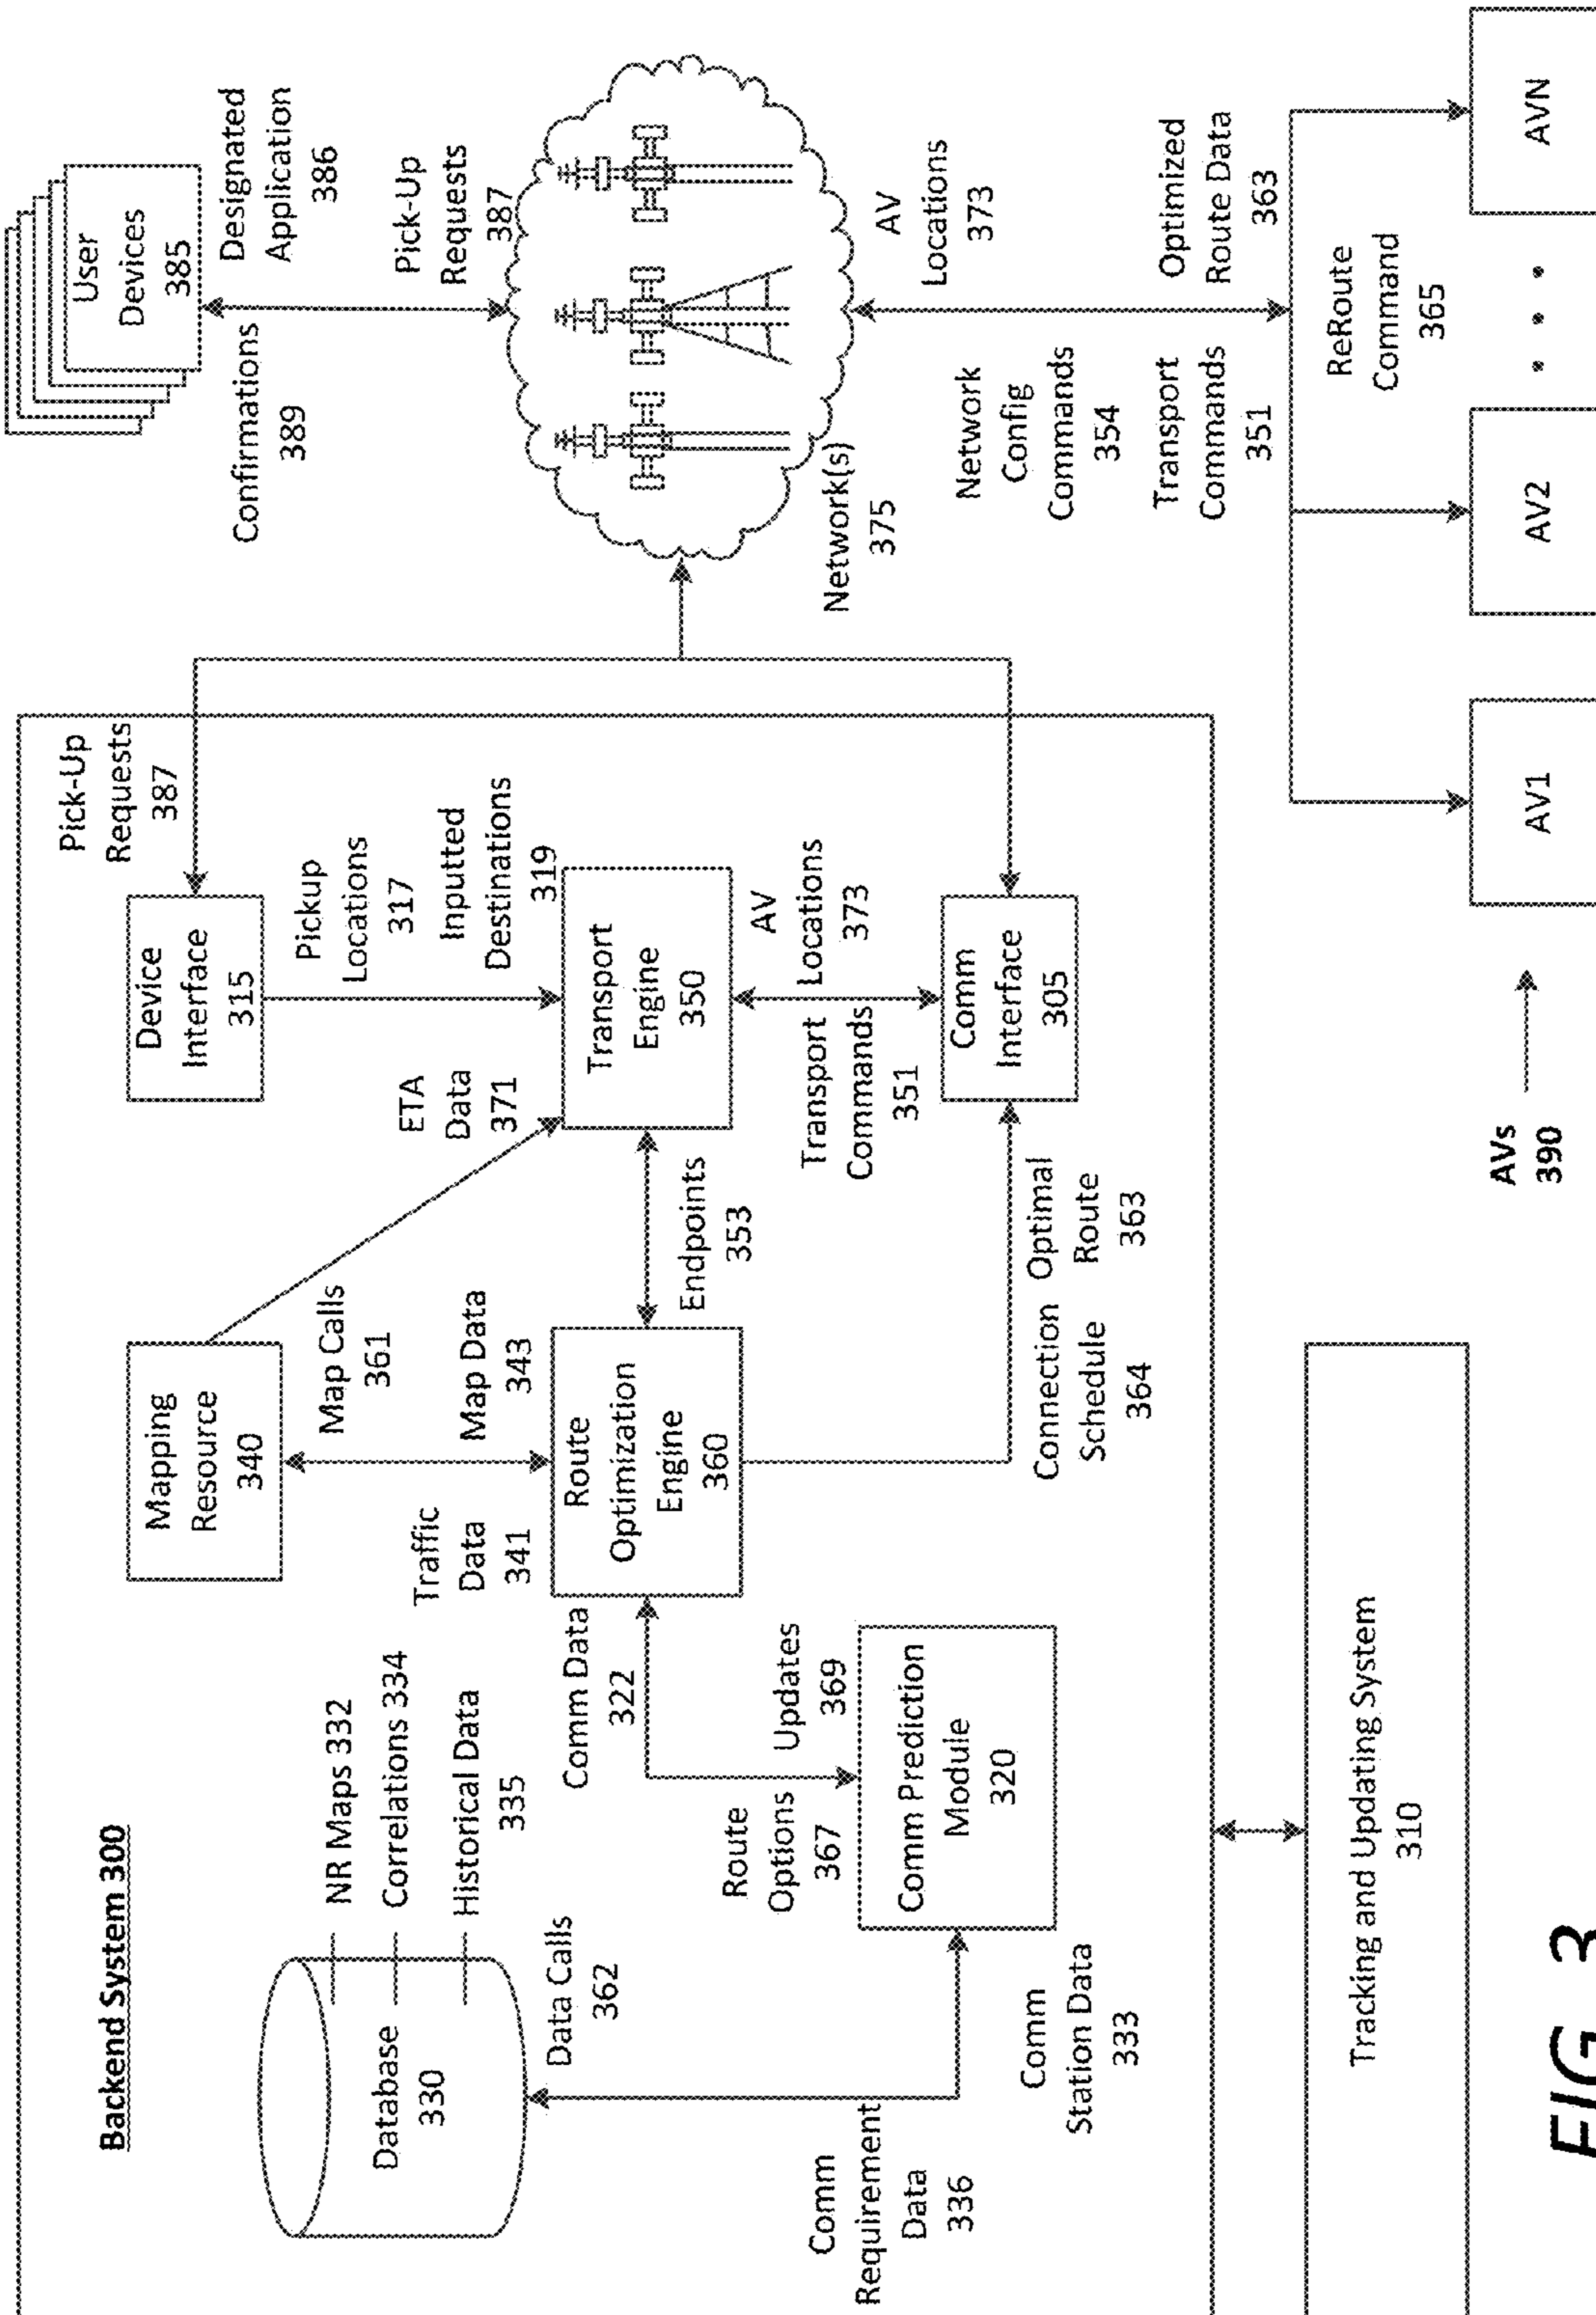 Backend System 300
Database
330
NR Maps 332
Correlations 334
Historical Data
335
Data Calls
362
Comm
Requirement
Data
336
Comm
Station Data
333
Comm Prediction
Module
320
Route
Options
367
Updates
369
Comm Data
322
Mapping
Resource
340
Traffic
Data
341
Map Calls
361
Map Data
343
Route
Optimization
Engine
360
Endpoints
353
Connection
Schedule
364
Optimal
Route
363
Device
Interface
315
Pick-Up
Requests
387
Pickup
Locations
317
Inputted
Destinations
319
ETA
Data
371
Transport
Engine
350
Transport
Commands
351
AV
Locations
373
Comm
Interface
305
User
Devices
385
Designated
Application
386
Confirmations
389
Pick-Up
Requests
387
Network(s)
375
AV
Locations
373
Network
Config
Commands
354
Transport
Commands
351
Optimized
Route Data
363
ReRoute
Command
365
Tracking and Updating System
310
AVs
390
AV1
AV2
AVN
FIG. 3